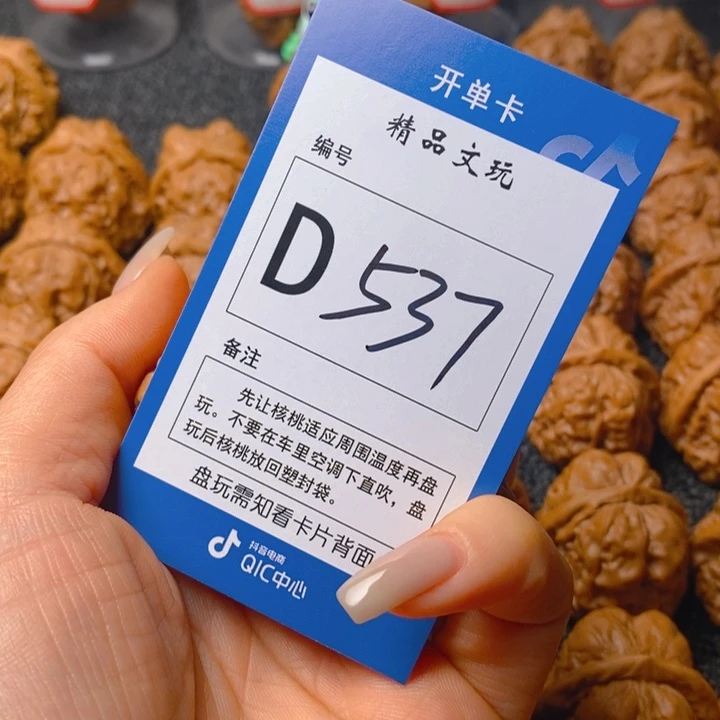 开单卡
精品文玩
编号
D 537
备注
先让核桃适应周围温度再盘
玩。不要在车里空调下直吹，盘
玩后核桃放回塑封袋。
盘玩需知看卡片背面
抖音电商
QIC中心